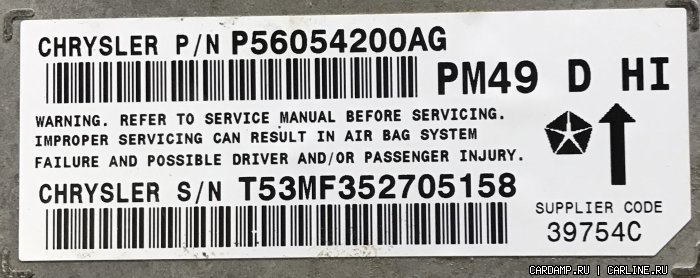 CHRYSLER P/N P56054200AG
PM49 D HI
WARNING. REFER TO SERVICE MANUAL BEFORE SERVICING.
IMPROPER SERVICING CAN RESULT IN AIR BAG SYSTEM
FAILURE AND POSSIBLE DRIVER AND/OR PASSENGER INJURY.
CHRYSLER S/N T53MF352705158
SUPPLIER CODE
39754C
CARDAMP.RU | CARLINE.RU